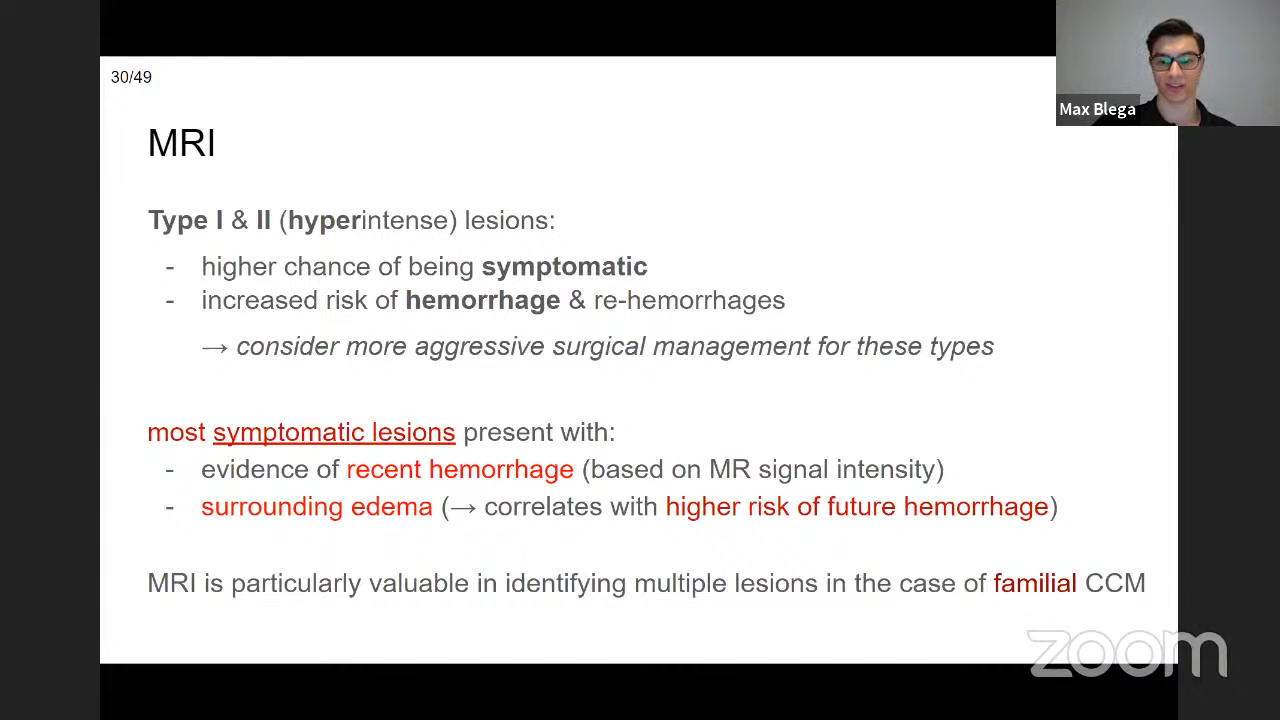 30/49
Max Blega
MRI
Type I & II (hyperintense) lesions:
- higher chance of being symptomatic
- increased risk of hemorrhage & re-hemorrhages
→ consider more aggressive surgical management for these types
most symptomatic lesions present with:
- evidence of recent hemorrhage (based on MR signal intensity)
- surrounding edema (→ correlates with higher risk of future hemorrhage)
MRI is particularly valuable in identifying multiple lesions in the case of familial CCM
zoom